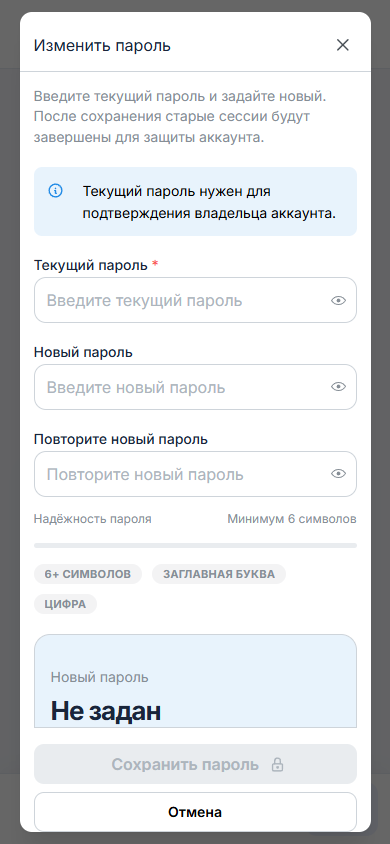 Изменить пароль
Введите текущий пароль и задайте новый.
После сохранения старые сессии будут
завершены для защиты аккаунта.
Текущий пароль нужен для
подтверждения владельца аккаунта.
Текущий пароль *
Введите текущий пароль
Новый пароль
Введите новый пароль
Повторите новый пароль
Повторите новый пароль
Надёжность пароля Минимум 6 символов
6+ СИМВОЛОВ ЗАГЛАВНАЯ БУКВА
ЦИФРА
Новый пароль
Не задан
Сохранить пароль
Отмена